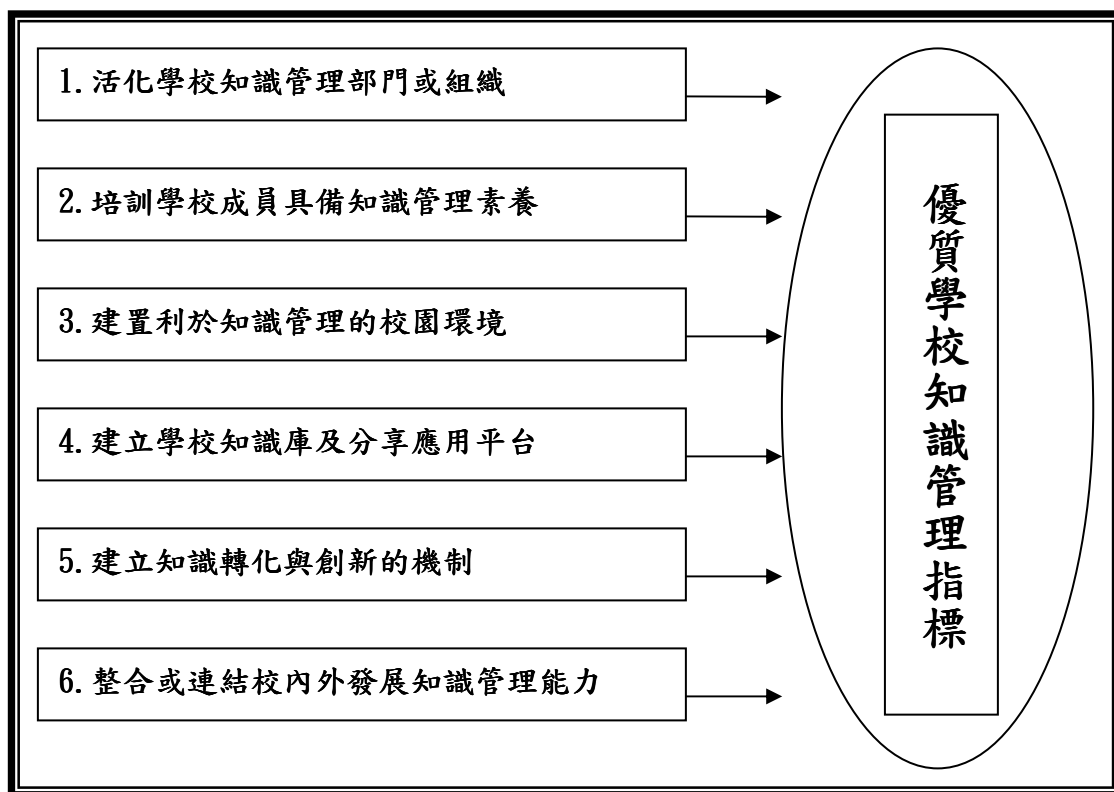 1.活化學校知識管理部門或組織
2.培訓學校成員具備知識管理素養
3.建置利於知識管理的校園環境
4.建立學校知識庫及分享應用平台
5.建立知識轉化與創新的機制
6.整合或連結校內外發展知識管理能力
優質學校知識管理指標